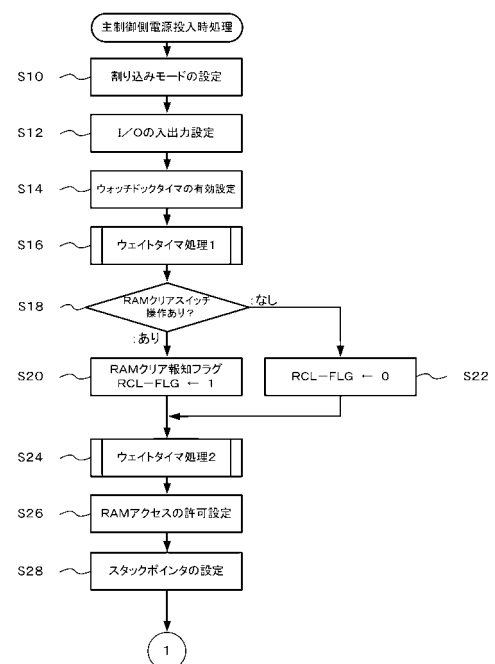 主制御側電源投入時処理
S10
割り込みモードの設定
S12
I/Oの入出力設定
S14
ウォッチドックタイマの有効設定
S16
ウェイトタイマ処理1
S18
RAMクリアスイッチ
操作あり?
:なし
:あり
S20
RAMクリア報知フラグ
RCL-FLG ← 1
RCL-FLG ← 0
S22
S24
ウェイトタイマ処理2
S26
RAMアクセスの許可設定
S28
スタックポインタの設定
1